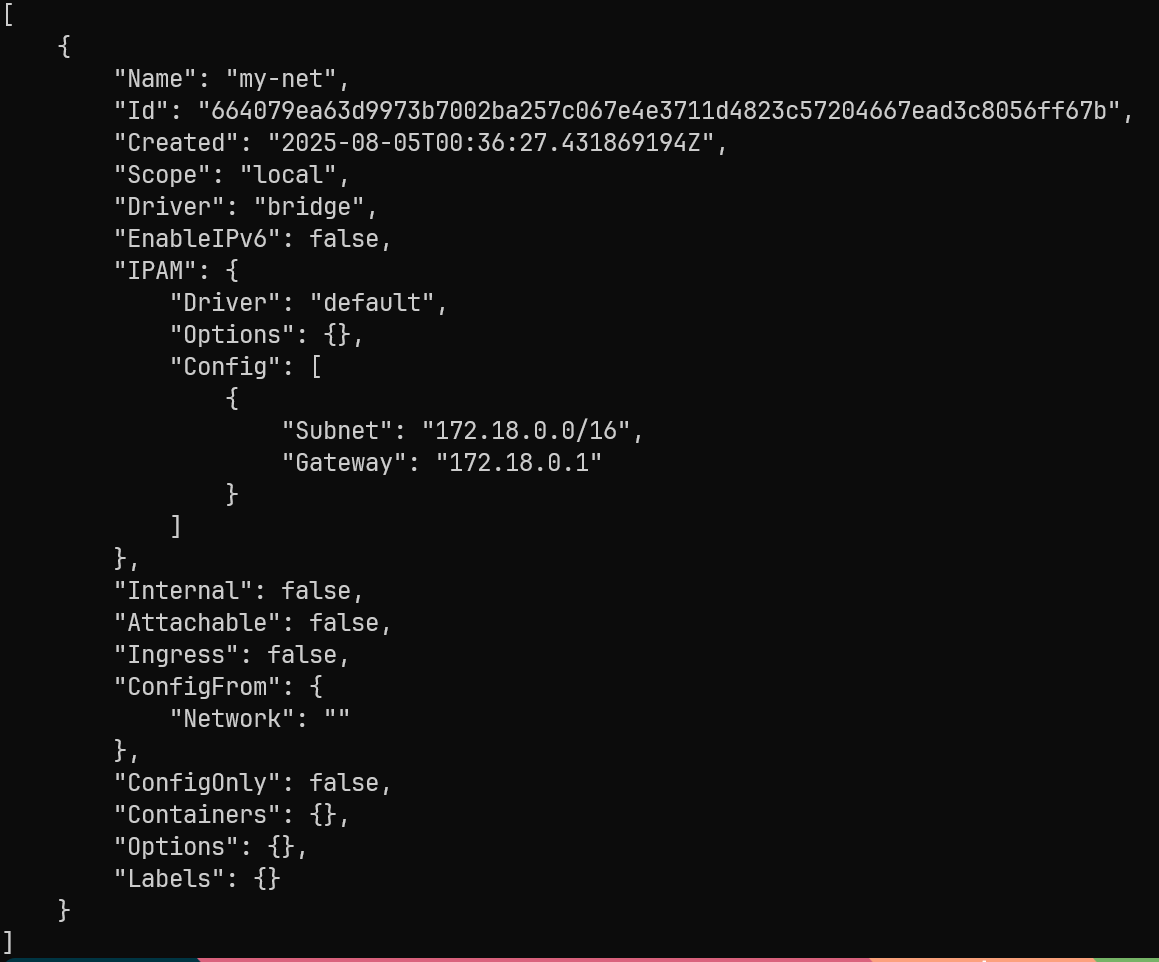 [
    {
        "Name": "my-net",
        "Id": "664079ea63d9973b7002ba257c067e4e3711d4823c57204667ead3c8056ff67b",
        "Created": "2025-08-05T00:36:27.431869194Z",
        "Scope": "local",
        "Driver": "bridge",
        "EnableIPv6": false,
        "IPAM": {
            "Driver": "default",
            "Options": {},
            "Config": [
                {
                    "Subnet": "172.18.0.0/16",
                    "Gateway": "172.18.0.1"
                }
            ]
        },
        "Internal": false,
        "Attachable": false,
        "Ingress": false,
        "ConfigFrom": {
            "Network": ""
        },
        "ConfigOnly": false,
        "Containers": {},
        "Options": {},
        "Labels": {}
    }
]